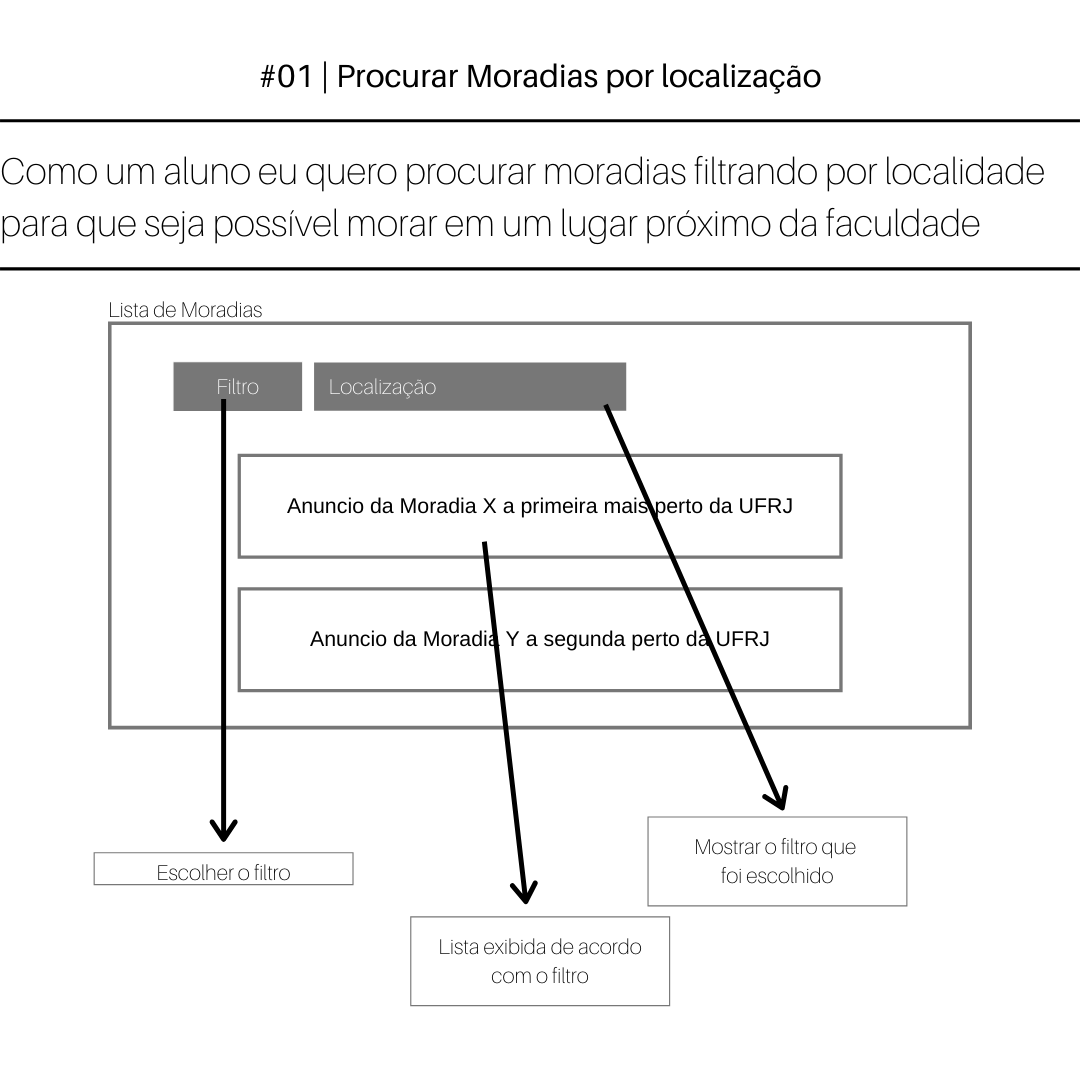 #01 | Procurar Moradias por localização
Como um aluno eu quero procurar moradias filtrando por localidade
para que seja possível morar em um lugar próximo da faculdade
Lista de Moradias
Filtro
Localização
Anuncio da Moradia X a primeira mais perto da UFRJ
Anuncio da Moradia Y a segunda perto da UFRJ
Escolher o filtro
Mostrar o filtro que
foi escolhido
Lista exibida de acordo
com o filtro